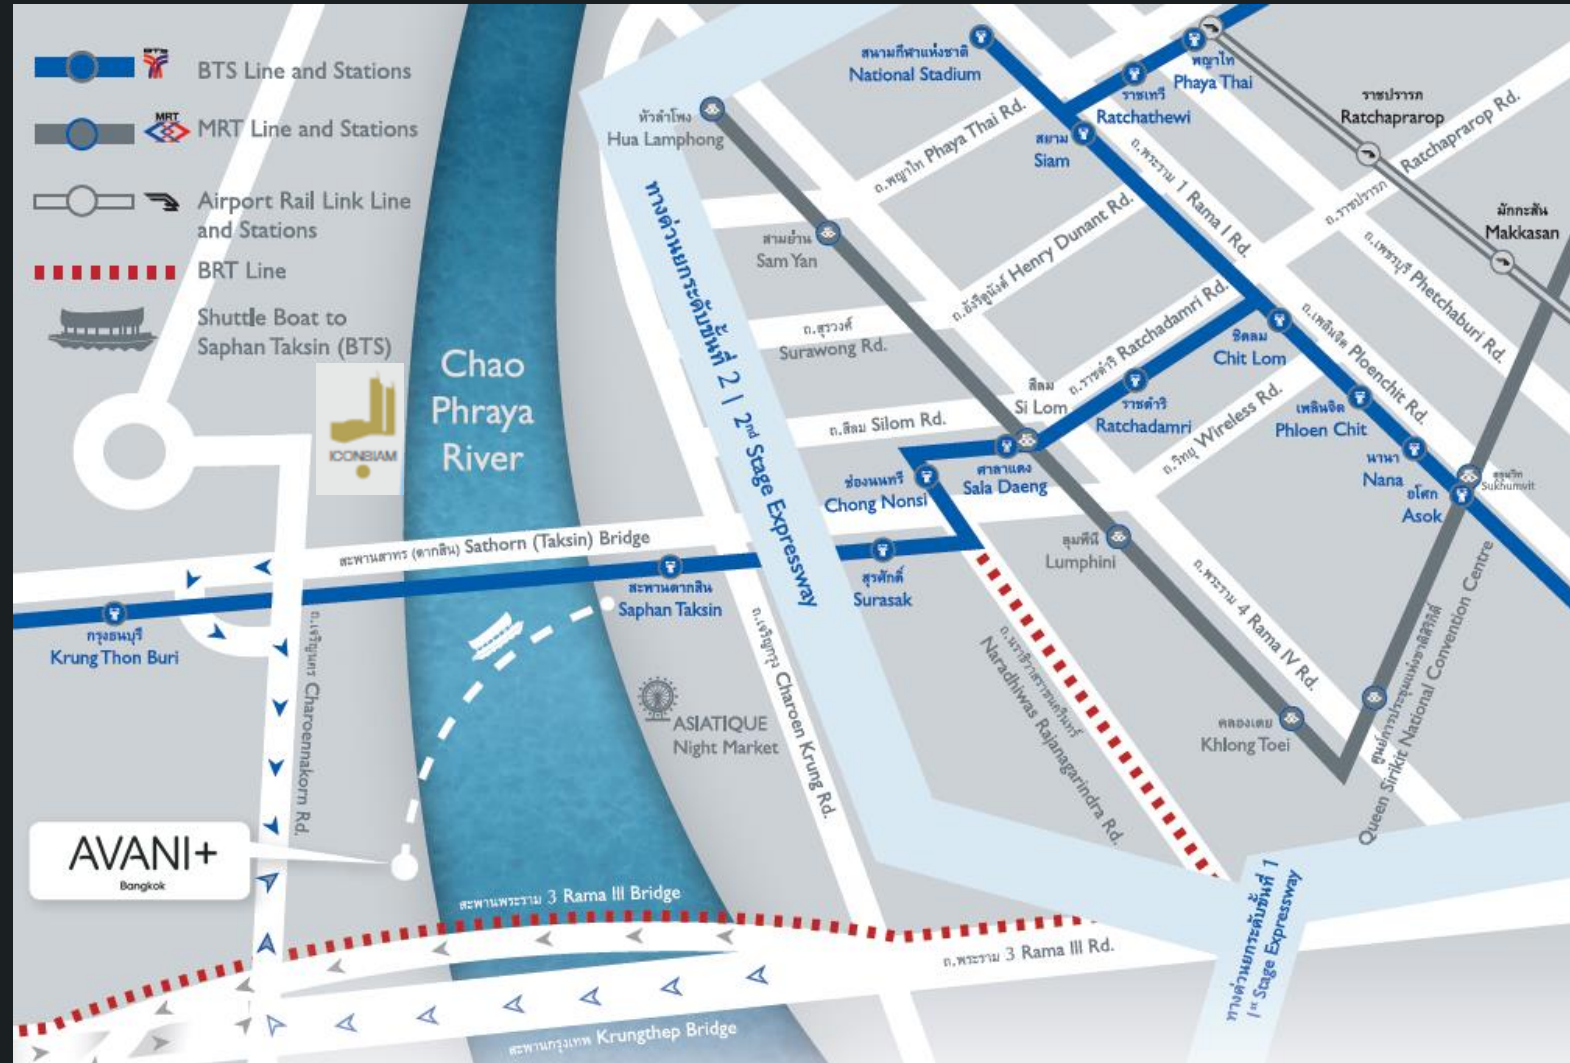 BTS Line and Stations
MRT
MRT Line and Stations
Airport Rail Link Line
and Stations
BRT Line
Shuttle Boat to
Saphan Taksin (BTS)
ICONSIAM
Chao
Phraya
River
สนามกีฬาแห่งชาติ
National Stadium
พญาไท
Phaya Thai
ราชเทวี
Ratchathewi
สยาม
Siam
ราชปรารภ
Ratchaprarop
มักกะสัน
Makkasan
หัวลำโพง
Hua Lamphong
สามย่าน
Sam Yan
ถ.พญาไท Phaya Thai Rd.
ถ.พระราม 1 Rama I Rd.
ถ.ราชปรารภ Ratchaprarop Rd.
ถ.เพชรบุรี Phetchaburi Rd.
ถ.อังรีดูนังต์ Henry Dunant Rd.
ถ.สุรวงศ์
Surawong Rd.
ถ.ราชดำริ Ratchadamri Rd.
ชิดลม
Chit Lom
ถ.เพลินจิต Ploenchit Rd.
สีลม
Si Lom
ราชดำริ
Ratchadamri
ถ.สีลม Silom Rd.
ถ.วิทยุ Wireless Rd.
เพลินจิต
Phloen Chit
นานา
Nana
อโศก
Asok
สุขุมวิท
Sukhumvit
ทางด่วนยกระดับขั้นที่ 2 | 2nd Stage Expressway
ช่องนนทรี
Chong Nonsi
ศาลาแดง
Sala Daeng
สะพานสาทร (ตากสิน) Sathorn (Taksin) Bridge
ลุมพีนี
Lumphini
สุรศักดิ์
Surasak
สะพานตากสิน
Saphan Taksin
กรุงธนบุรี
Krung Thon Buri
ถ.เจริญนคร Charoennakorn Rd.
ถ.เจริญกรุง Charoen Krung Rd.
ถ.พระราม 4 Rama IV Rd.
ถ.นราธิวาสราชนครินทร์
Naradhiwas Rajanagarindra Rd.
ศูนย์การประชุมแห่งชาติสิริกิติ์
Queen Sirikit National Convention Centre
คลองเตย
Khlong Toei
ASIATIQUE
Night Market
AVANI+
Bangkok
สะพานพระราม 3 Rama III Bridge
ถ.พระราม 3 Rama III Rd.
ทางด่วนยกระดับขั้นที่ 1
1st Stage Expressway
สะพานกรุงเทพ Krungthep Bridge